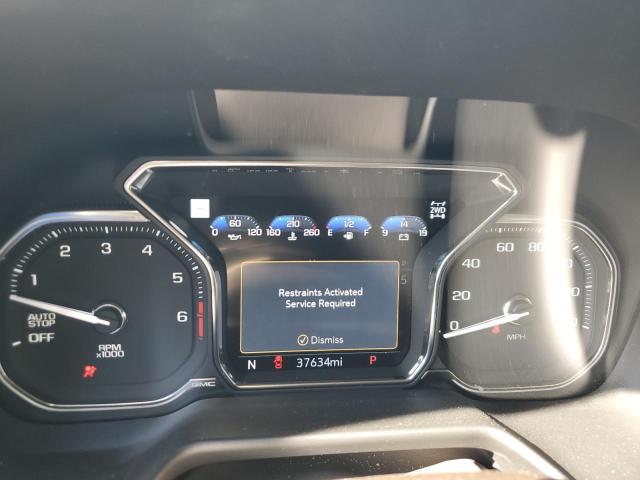 60
0 120
210
160 260
1/2
E F
14
9 19
2WD
1 2 3 4 5 6
AUTO
STOP
OFF
RPM
x1000
0 20 40 60 80
MPH
Restraints Activated
Service Required
Dismiss
N 37634mi P
GMC